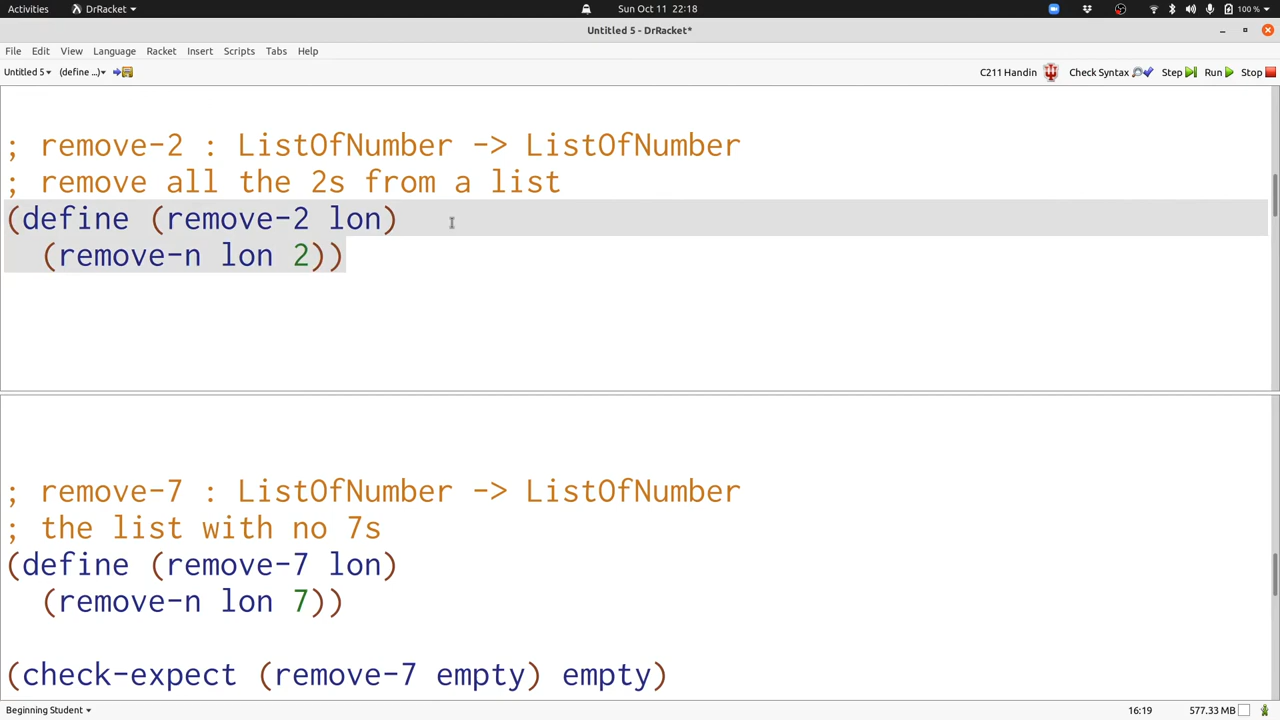 Activities DrRacket Sun Oct 11 22:18 100 %
Untitled 5 - DrRacket*
File Edit View Language Racket Insert Scripts Tabs Help
Untitled 5 (define ...) C211 Handin Check Syntax Step Run Stop
; remove-2 : ListOfNumber -> ListOfNumber
; remove all the 2s from a list
(define (remove-2 lon)
(remove-n lon 2))
; remove-7 : ListOfNumber -> ListOfNumber
; the list with no 7s
(define (remove-7 lon)
(remove-n lon 7))
(check-expect (remove-7 empty) empty)
Beginning Student 16:19 577.33 MB